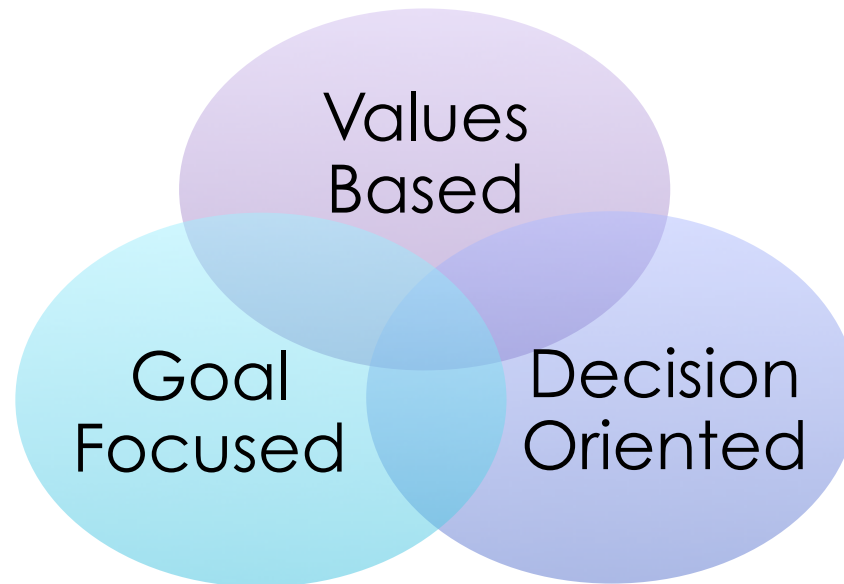 Values
Based
Goal
Focused
Decision
Oriented